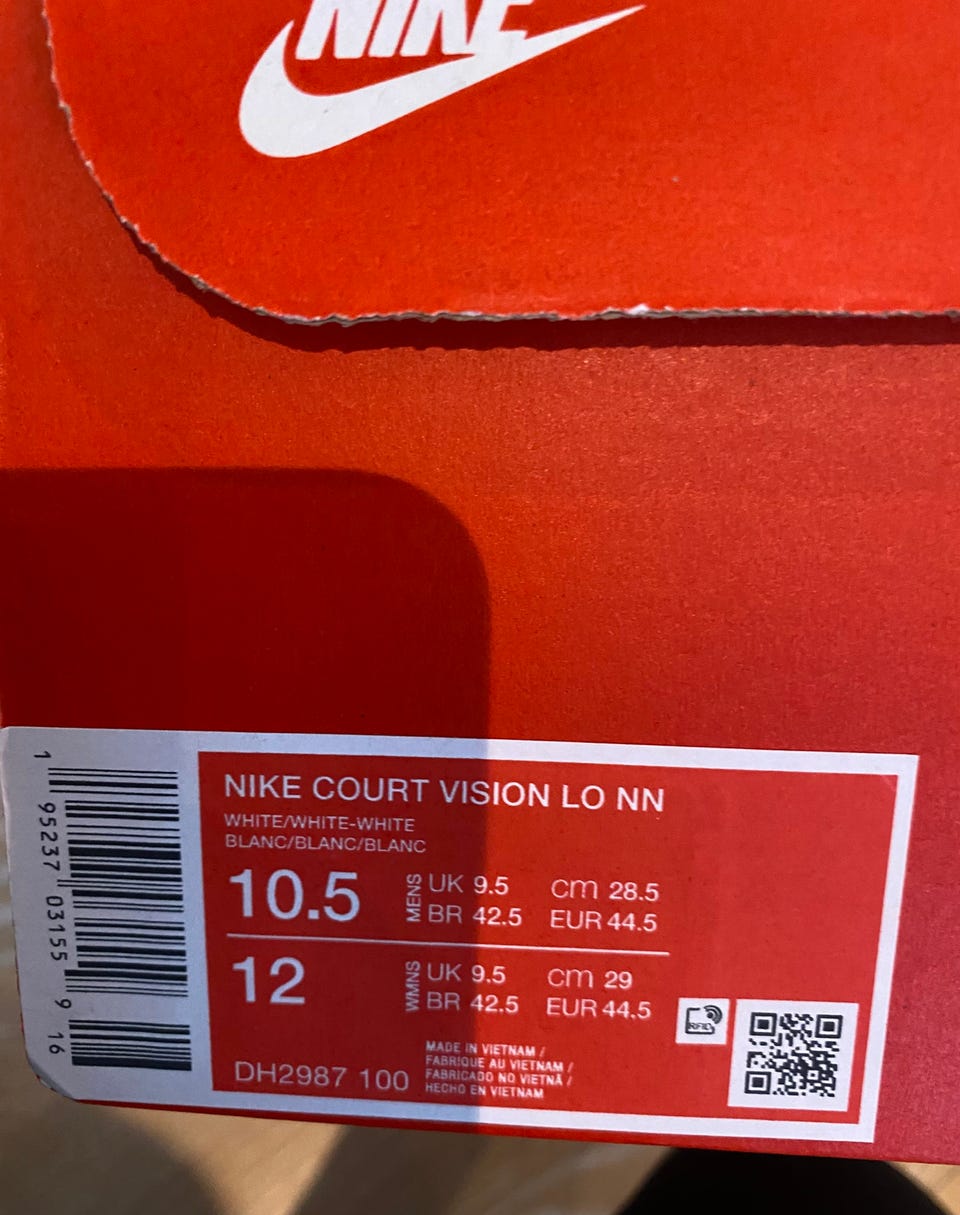 NIKE
NIKE COURT VISION LO NN
WHITE/WHITE-WHITE
BLANC/BLANC/BLANC
10.5 MENS UK 9.5 cm 28.5
BR 42.5 EUR 44.5
12 WMNS UK 9.5 cm 29
BR 42.5 EUR 44.5
RFID
MADE IN VIETNAM /
FABRIQUÉ AU VIETNAM /
FABRICADO NO VIETNÃ /
HECHO EN VIETNAM
DH2987 100
1 95237 03155 9 16